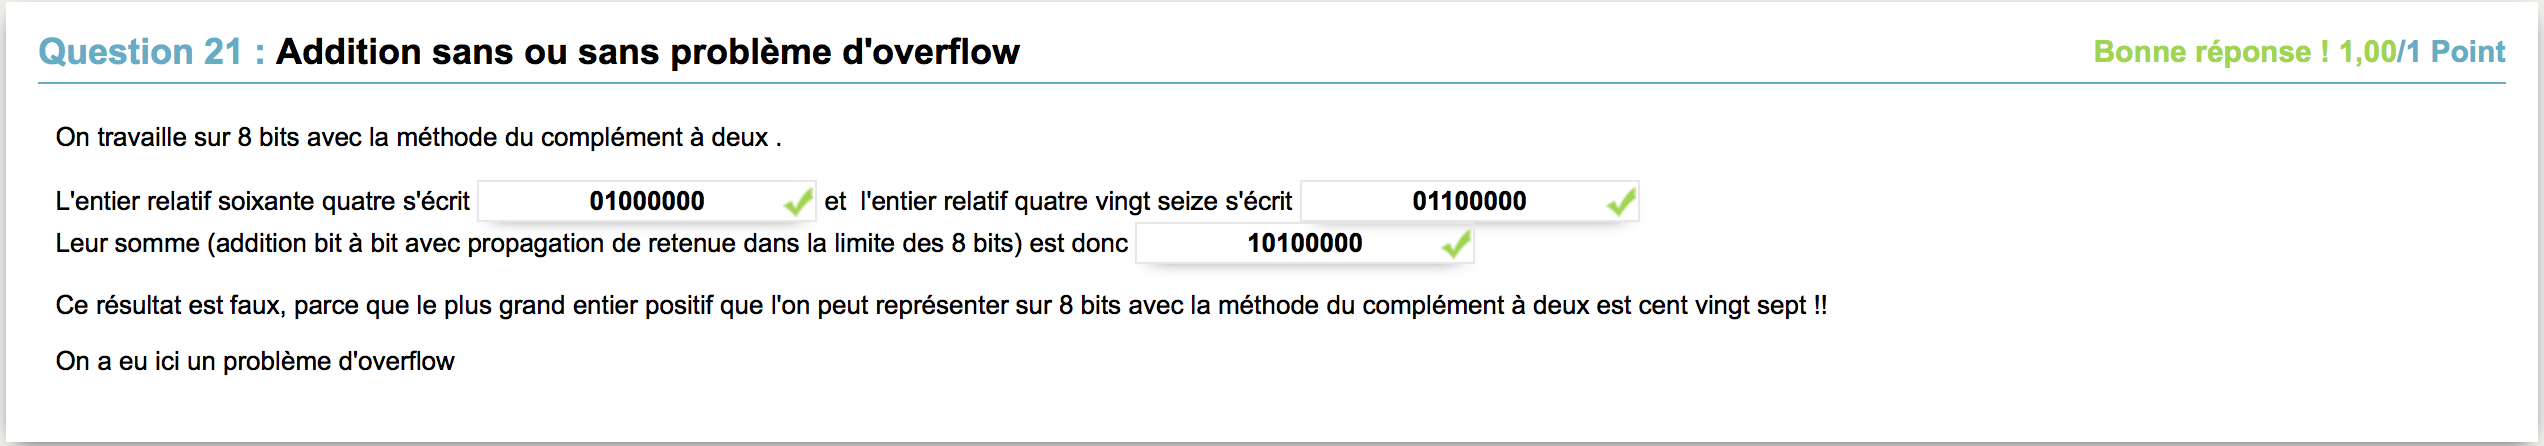 Question 21 : Addition sans ou sans problème d'overflow
Bonne réponse ! 1,00/1 Point
On travaille sur 8 bits avec la méthode du complément à deux .
L'entier relatif soixante quatre s'écrit 01000000 et l'entier relatif quatre vingt seize s'écrit 01100000
Leur somme (addition bit à bit avec propagation de retenue dans la limite des 8 bits) est donc 10100000
Ce résultat est faux, parce que le plus grand entier positif que l'on peut représenter sur 8 bits avec la méthode du complément à deux est cent vingt sept !!
On a eu ici un problème d'overflow